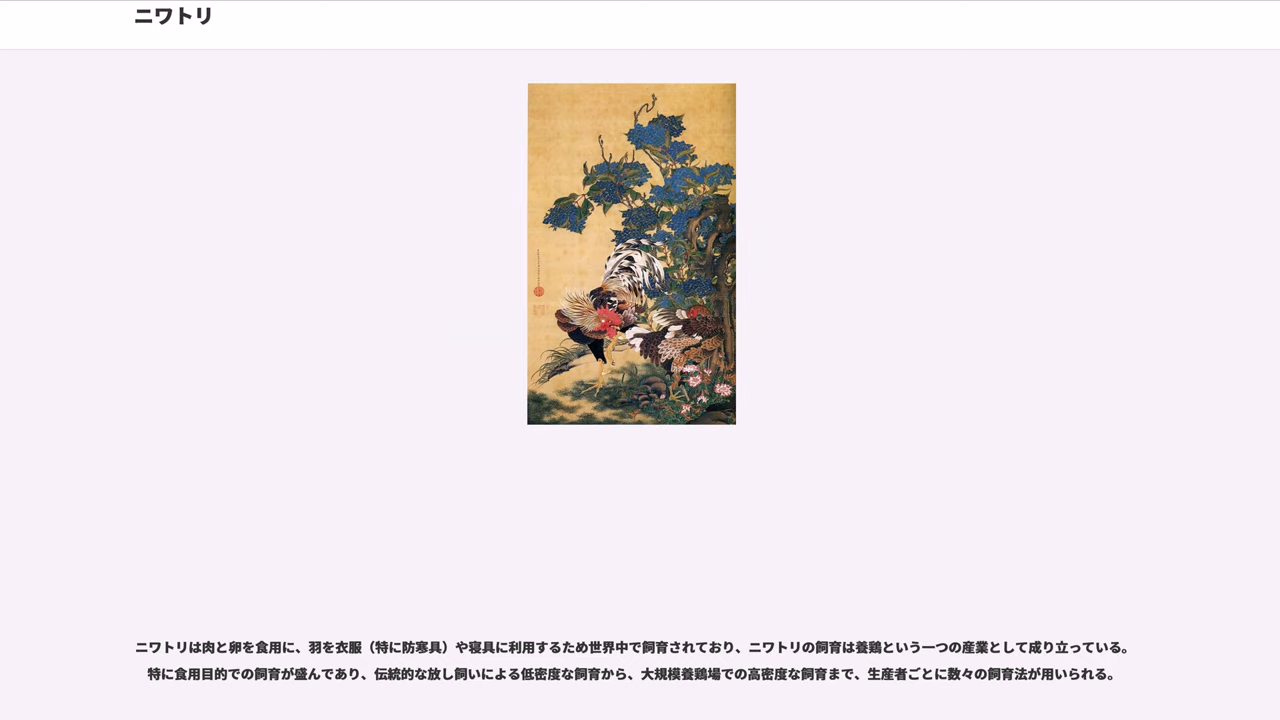 ニワトリ
ニワトリは肉と卵を食用に、羽を衣服（特に防寒具）や寝具に利用するため世界中で飼育されており、ニワトリの飼育は養鶏という一つの産業として成り立っている。
特に食用目的での飼育が盛んであり、伝統的な放し飼いによる低密度な飼育から、大規模養鶏場での高密度な飼育まで、生産者ごとに数々の飼育法が用いられる。